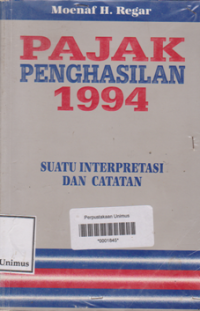 Moenaf H. Regar
PAJAK
PENGHASILAN
1994
SUATU INTERPRETASI
DAN CATATAN
Perpustakaan Unimus
Unimus